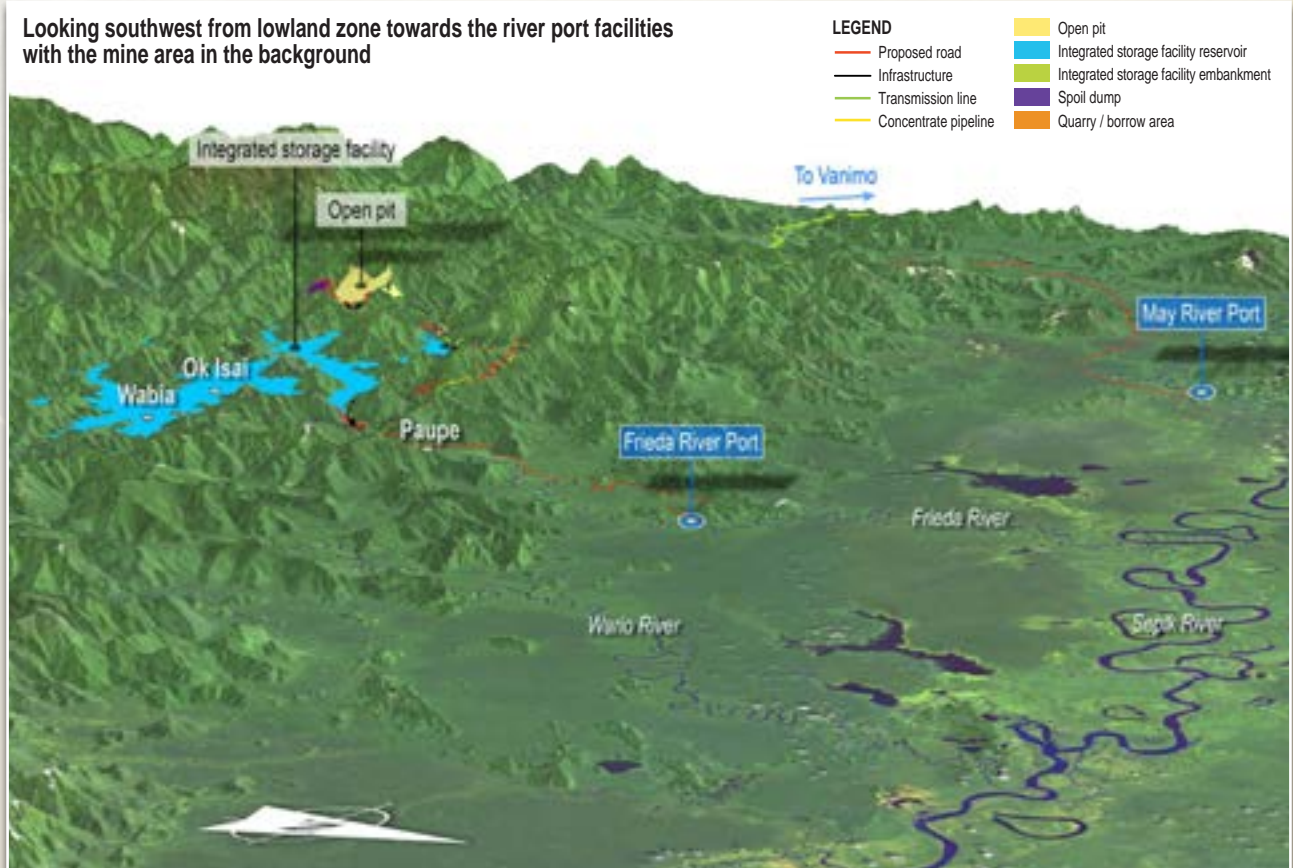 Looking southwest from lowland zone towards the river port facilities
with the mine area in the background
LEGEND
Proposed road
Infrastructure
Transmission line
Concentrate pipeline
Open pit
Integrated storage facility reservoir
Integrated storage facility embankment
Spoil dump
Quarry / borrow area
Integrated storage facility
Open pit
To Vanimo
May River Port
Ok Isai
Wabia
Paupe
Frieda River Port
Frieda River
Wario River
Sepik River